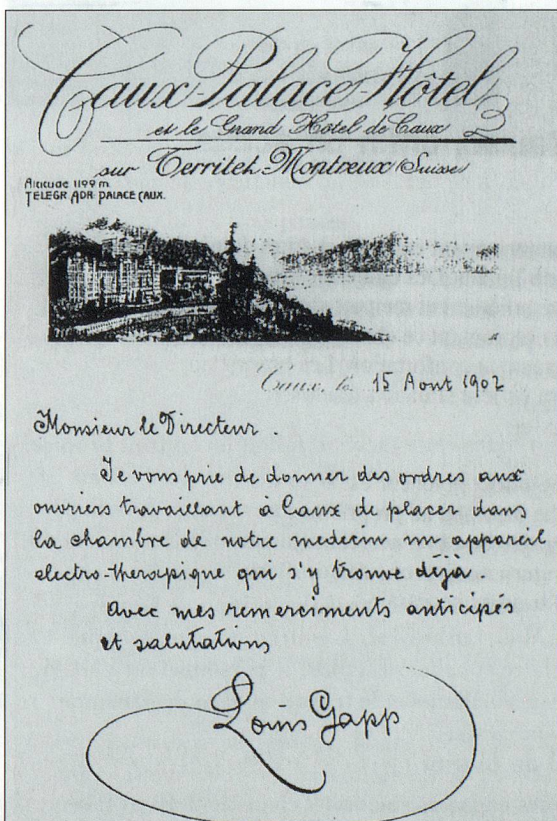 Caux-Palace-Hôtel
et le Grand Hôtel de Caux
sur Territet-Montreux (Suisse)
Altitude 1199 m.
TELEGR. ADR. PALACE CAUX.
Caux, le 15 Aout 1902
Monsieur le Directeur.
Je vous prie de donner des ordres aux
ouvriers travaillant à Caux de placer dans
la chambre de notre medecin un appareil
electro-therapique qui s'y trouve déjà.
Avec mes remerciments anticipés
et salutations
Louis Gapp